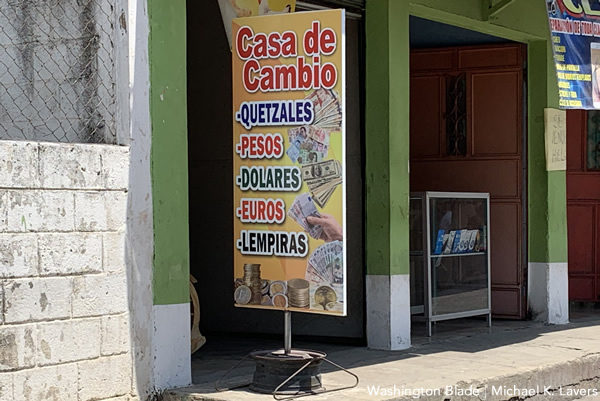 Casa de
Cambio
-QUETZALES
-PESOS
-DOLARES
-EUROS
-LEMPIRAS
Washington Blade | Michael K. Lavers